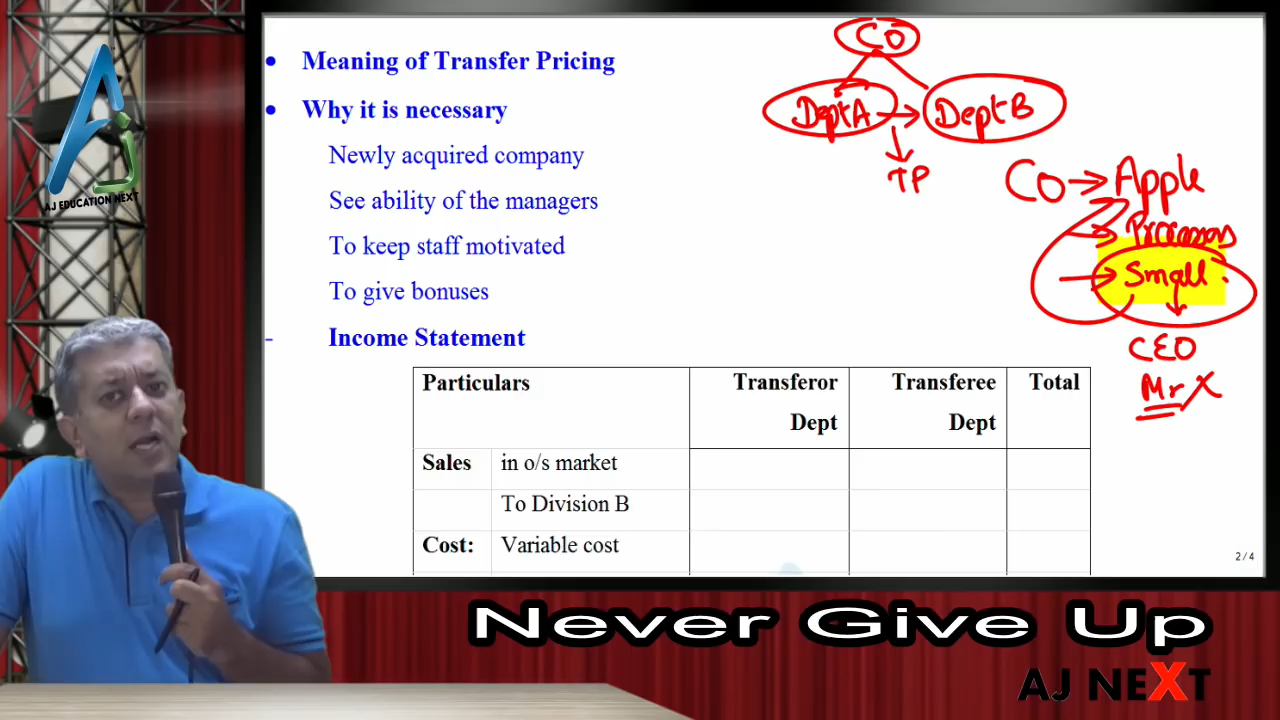 CO
• Meaning of Transfer Pricing
• Why it is necessary
Dept A → Dept B
Newly acquired company
TP
CO → Apple
See ability of the managers
Processors
To keep staff motivated
Small
To give bonuses
- Income Statement
CEO
Mr X
Particulars Transferor Dept Transferee Dept Total
Sales in o/s market
To Division B
Cost: Variable cost
2/4
AJ
AJ EDUCATION NEXT
Never Give Up
AJ NEXT